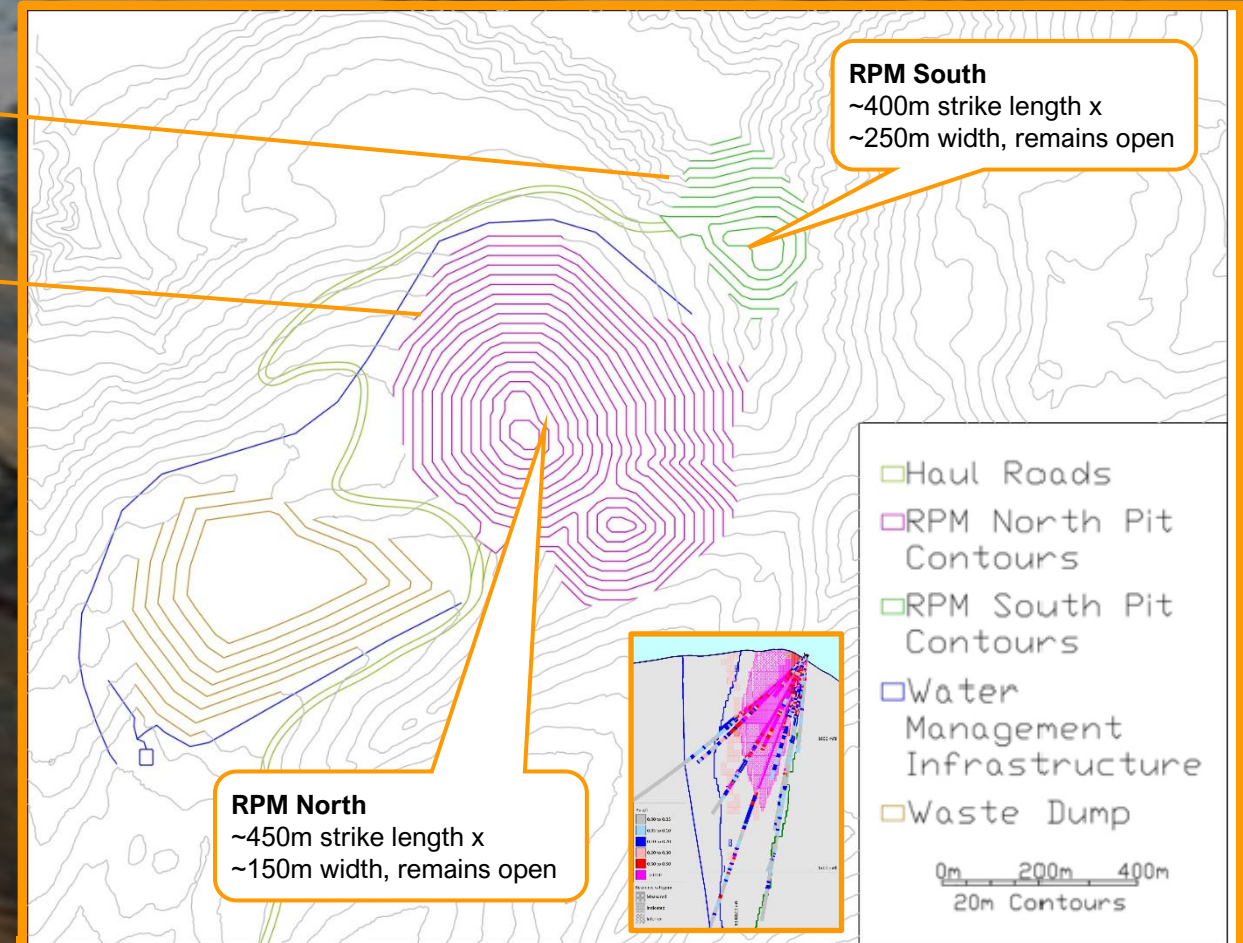 RPM South
~400m strike length x
~250m width, remains open
RPM North
~450m strike length x
~150m width, remains open
Haul Roads
RPM North Pit
Contours
RPM South Pit
Contours
Water
Management
Infrastructure
Waste Dump
0m 200m 400m
20m Contours